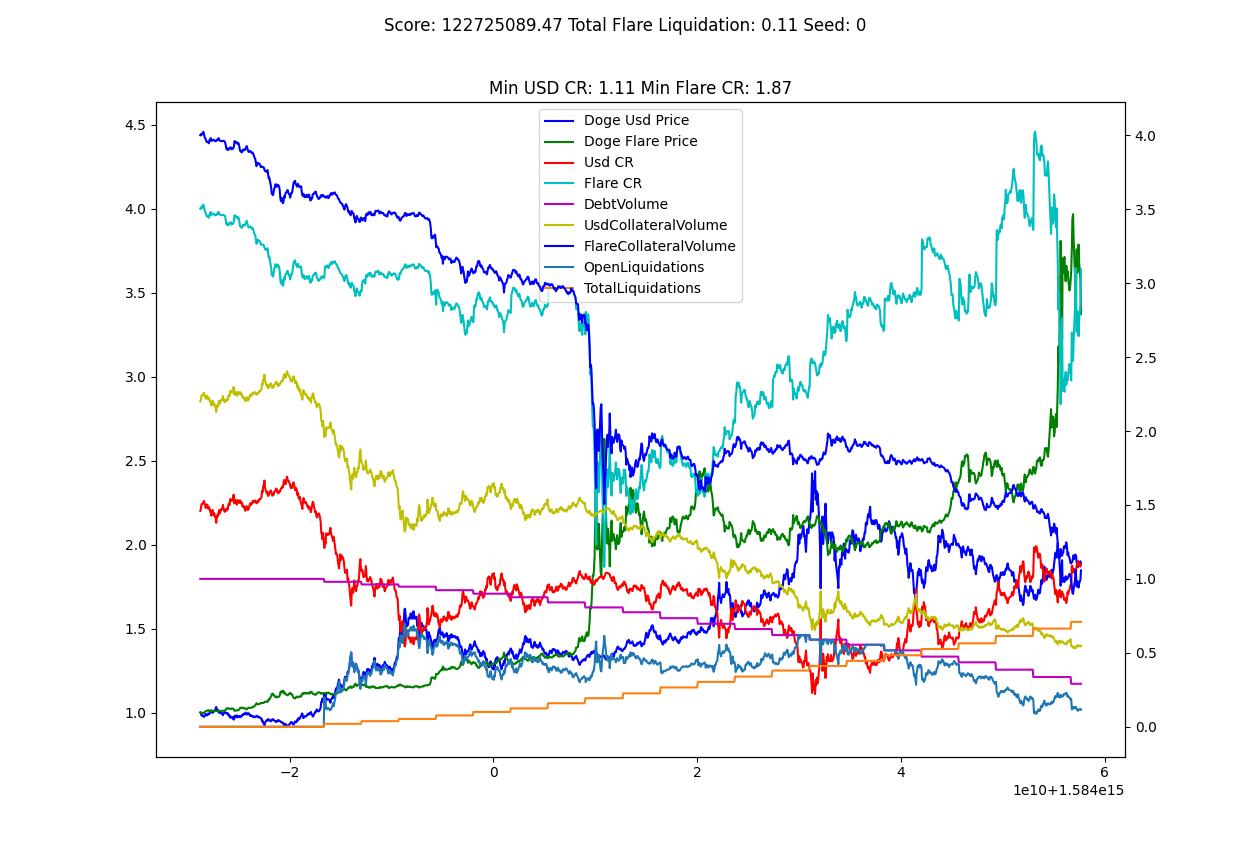 Score: 122725089.47 Total Flare Liquidation: 0.11 Seed: 0
Min USD CR: 1.11 Min Flare CR: 1.87
Doge Usd Price
Doge Flare Price
Usd CR
Flare CR
DebtVolume
UsdCollateralVolume
FlareCollateralVolume
OpenLiquidations
TotalLiquidations
4.5
4.0
3.5
3.0
2.5
2.0
1.5
1.0
4.0
3.5
3.0
2.5
2.0
1.5
1.0
0.5
0.0
−2 0 2 4 6
1e10+1.584e15